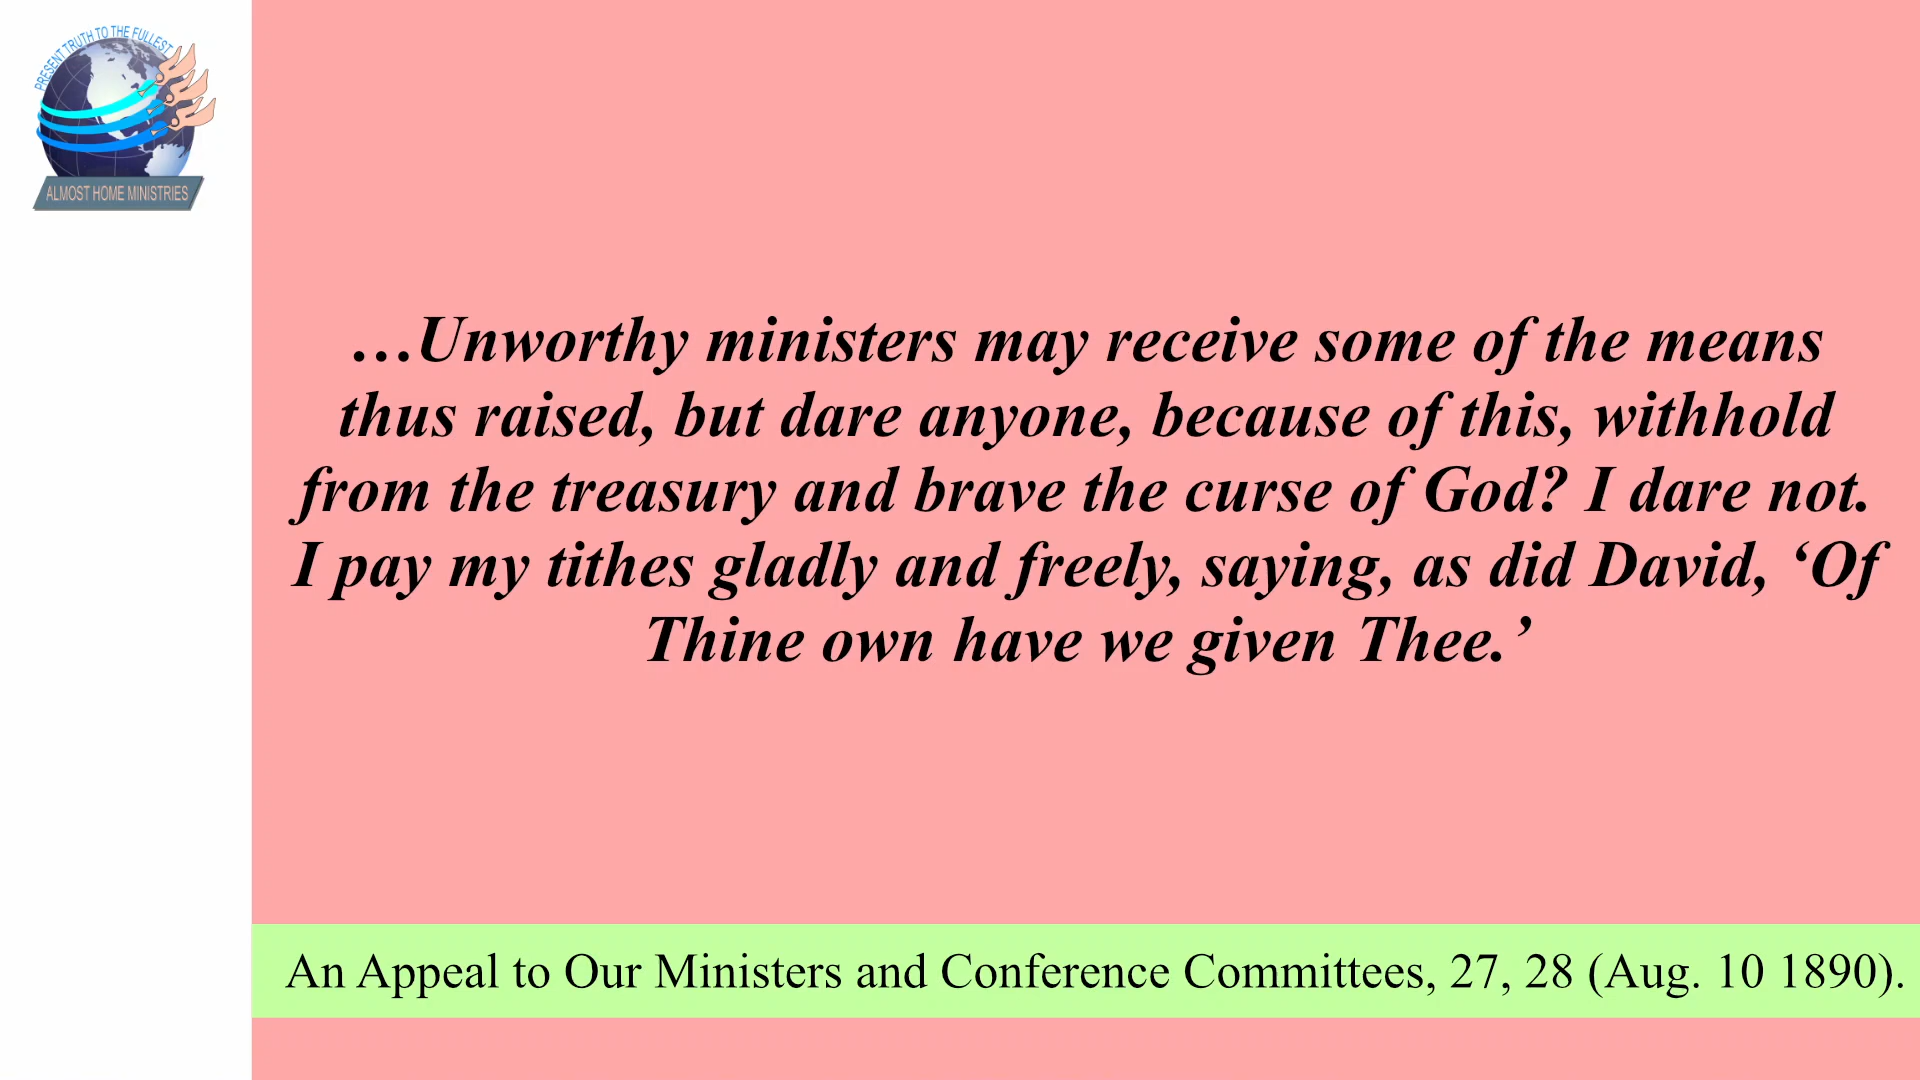 PRESENT TRUTH TO THE FULLEST
ALMOST HOME MINISTRIES
…Unworthy ministers may receive some of the means
thus raised, but dare anyone, because of this, withhold
from the treasury and brave the curse of God? I dare not.
I pay my tithes gladly and freely, saying, as did David, ‘Of
Thine own have we given Thee.’
An Appeal to Our Ministers and Conference Committees, 27, 28 (Aug. 10 1890).